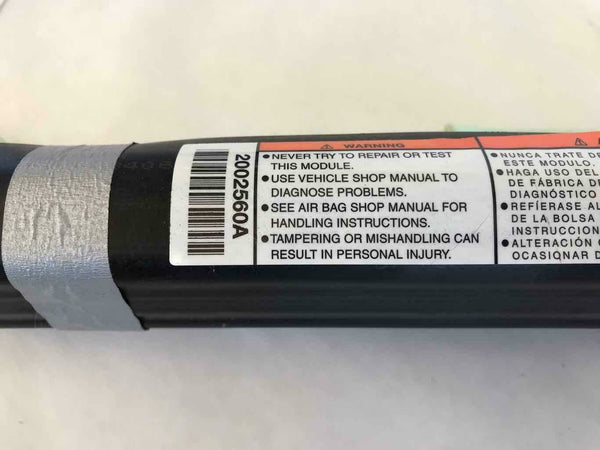 2002560A
⚠ WARNING
• NEVER TRY TO REPAIR OR TEST
THIS MODULE.
• USE VEHICLE SHOP MANUAL TO
DIAGNOSE PROBLEMS.
• SEE AIR BAG SHOP MANUAL FOR
HANDLING INSTRUCTIONS.
• TAMPERING OR MISHANDLING CAN
RESULT IN PERSONAL INJURY.
• NUNCA TRATE DE
ESTE MODULO.
• HAGA USO DEL
DE FÁBRICA DE
DIAGNÓSTICO
• REFÍERASE AL
DE LA BOLSA
INSTRUCCION
• ALTERACIÓN
OCASIONAR D